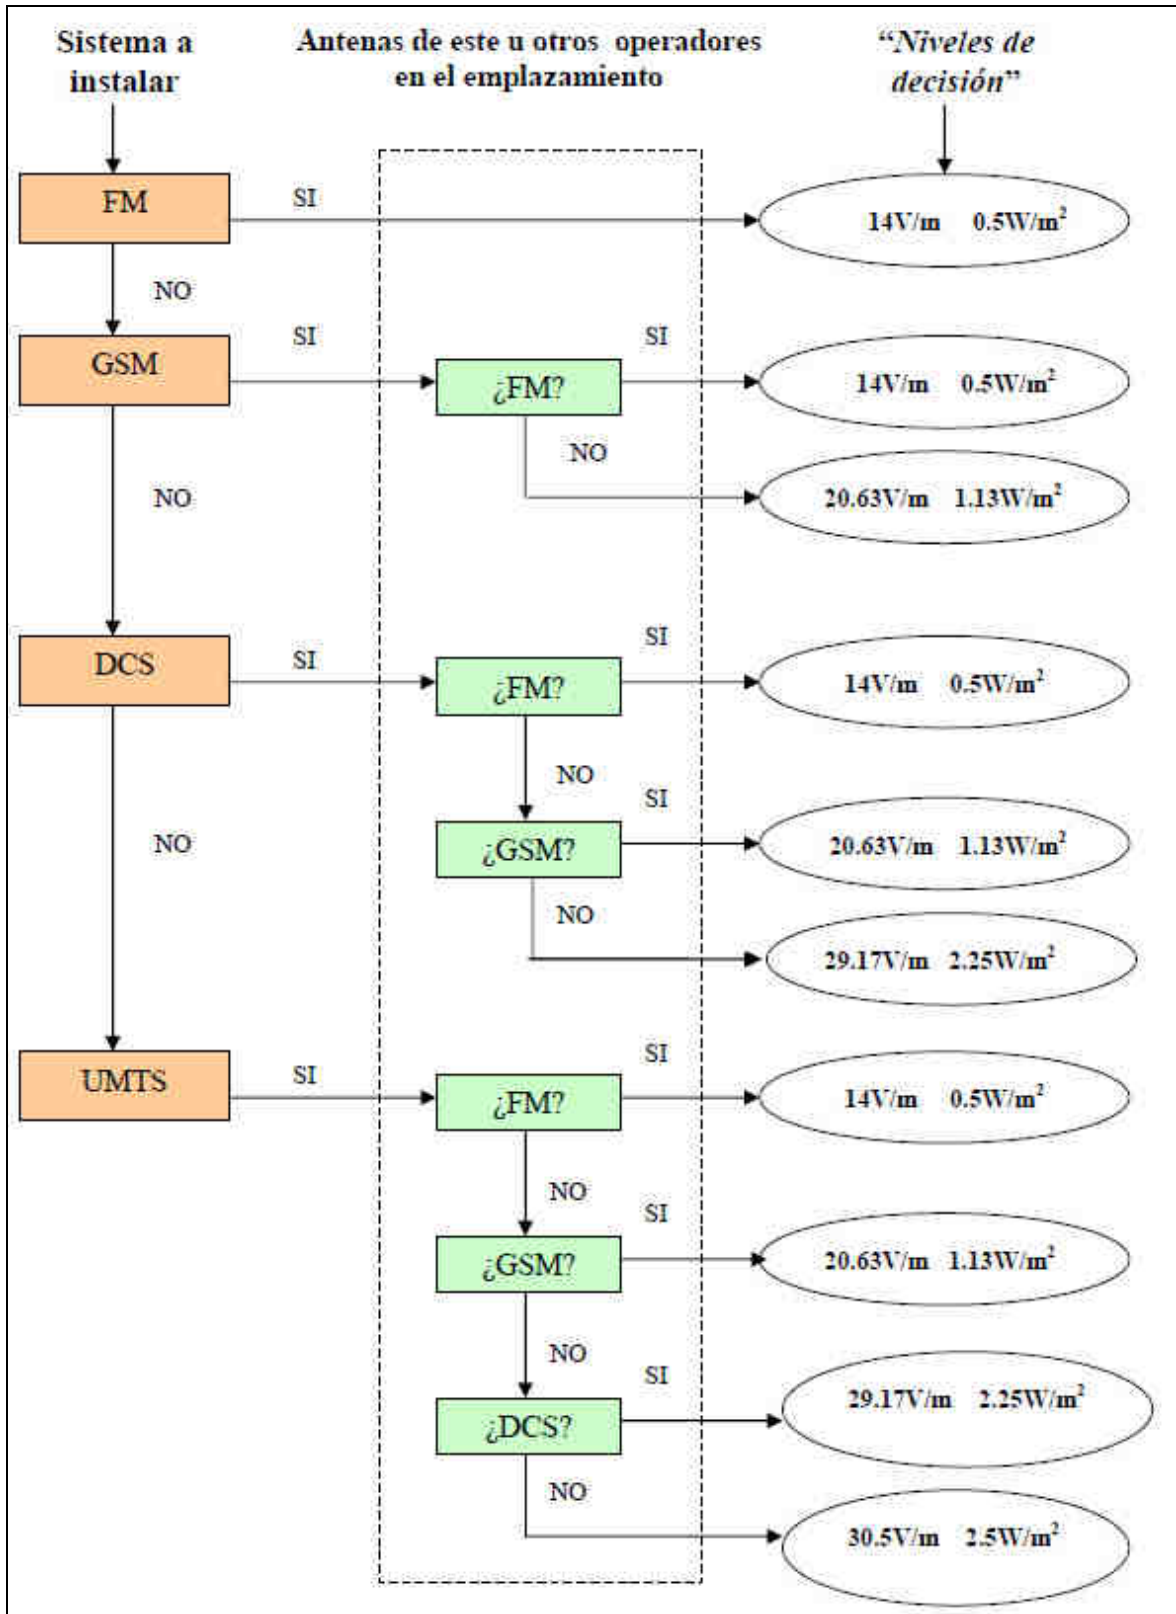 Sistema a
instalar
Antenas de este u otros operadores
en el emplazamiento
“Niveles de
decisión”
FM
SI
14V/m 0.5W/m²
NO
GSM
SI
¿FM?
SI
14V/m 0.5W/m²
NO
20.63V/m 1.13W/m²
NO
DCS
SI
¿FM?
SI
14V/m 0.5W/m²
NO
¿GSM?
SI
20.63V/m 1.13W/m²
NO
29.17V/m 2.25W/m²
NO
UMTS
SI
¿FM?
SI
14V/m 0.5W/m²
NO
¿GSM?
SI
20.63V/m 1.13W/m²
NO
¿DCS?
SI
29.17V/m 2.25W/m²
NO
30.5V/m 2.5W/m²